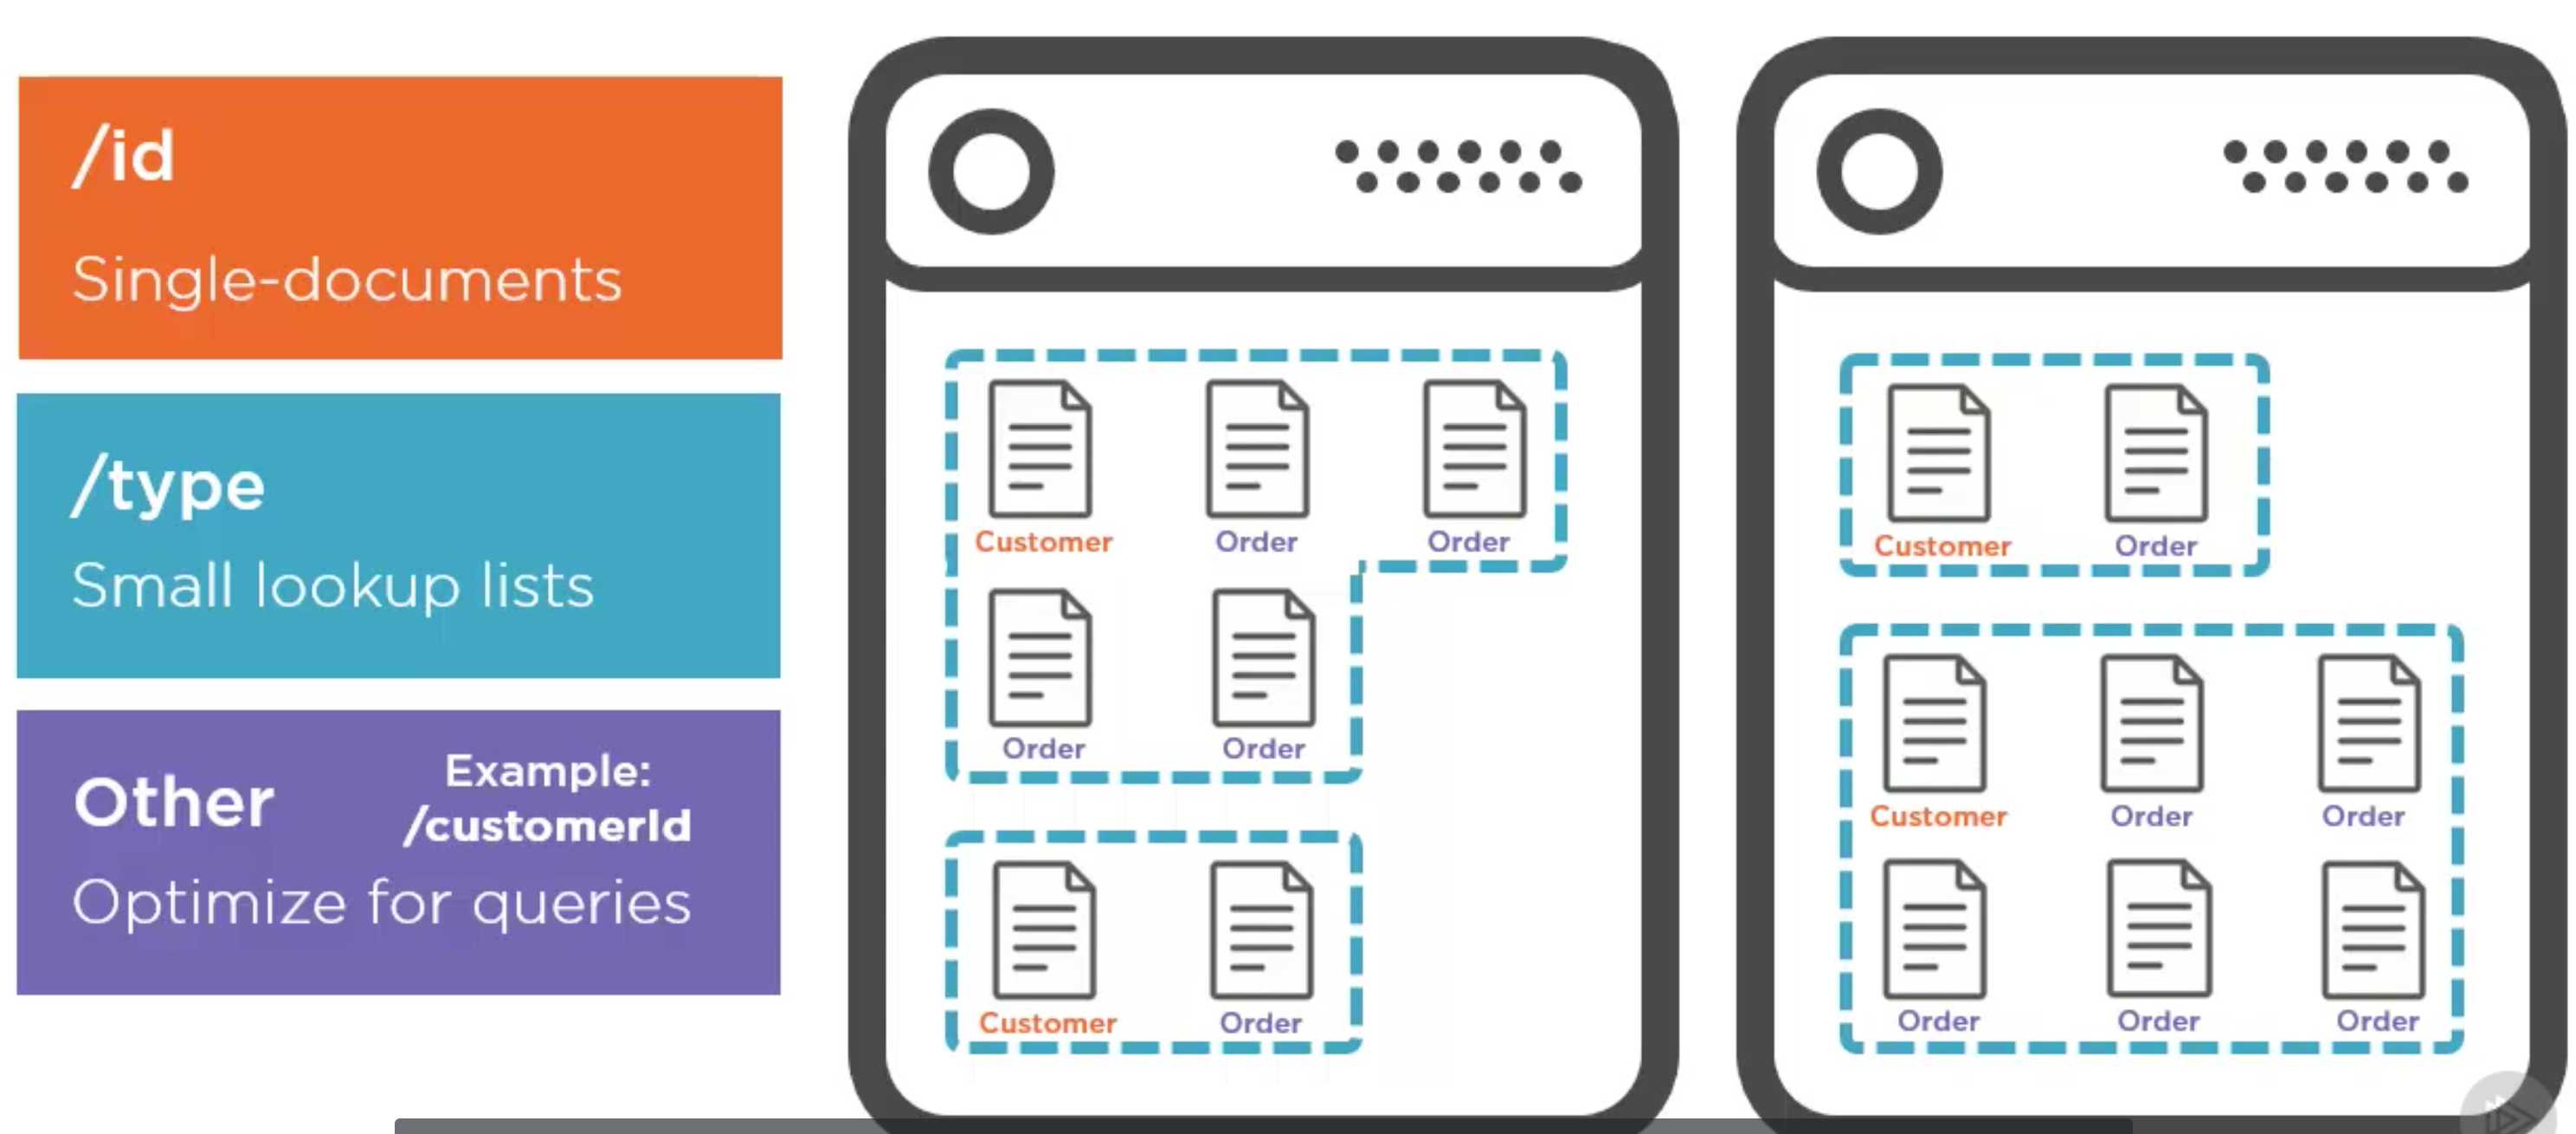 /id
Single-documents
/type
Small lookup lists
Other
Example:
/customerId
Optimize for queries
Customer Order Order
Order Order
Customer Order
Customer Order
Customer Order Order
Order Order Order